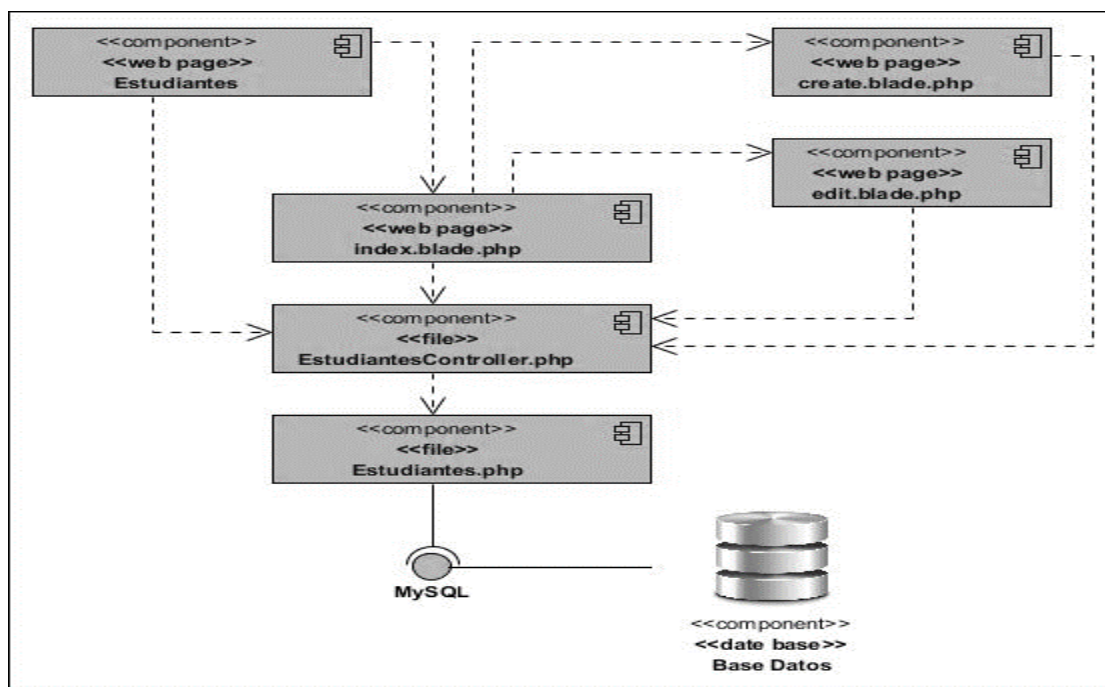 <<component>>
<<web page>>
Estudiantes
<<component>>
<<web page>>
create.blade.php
<<component>>
<<web page>>
edit.blade.php
<<component>>
<<web page>>
index.blade.php
<<component>>
<<file>>
EstudiantesController.php
<<component>>
<<file>>
Estudiantes.php
MySQL
<<component>>
<<date base>>
Base Datos